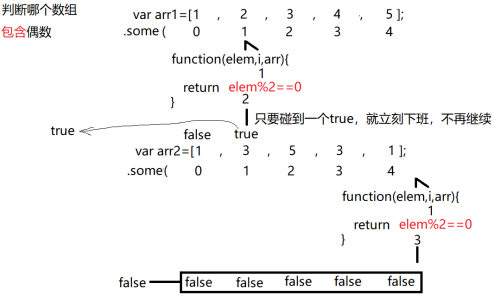 判断哪个数组
包含偶数
var arr1=[1 , 2 , 3 , 4 , 5 ];
.some ( 0 1 2 3 4
function(elem,i,arr){
1
return elem%2==0
} 2
只要碰到一个true，就立刻下班，不再继续
true false true
var arr2=[1 , 3 , 5 , 3 , 1 ];
.some( 0 1 2 3 4
function(elem,i,arr){
1
return elem%2==0
} 3
false false false false false false